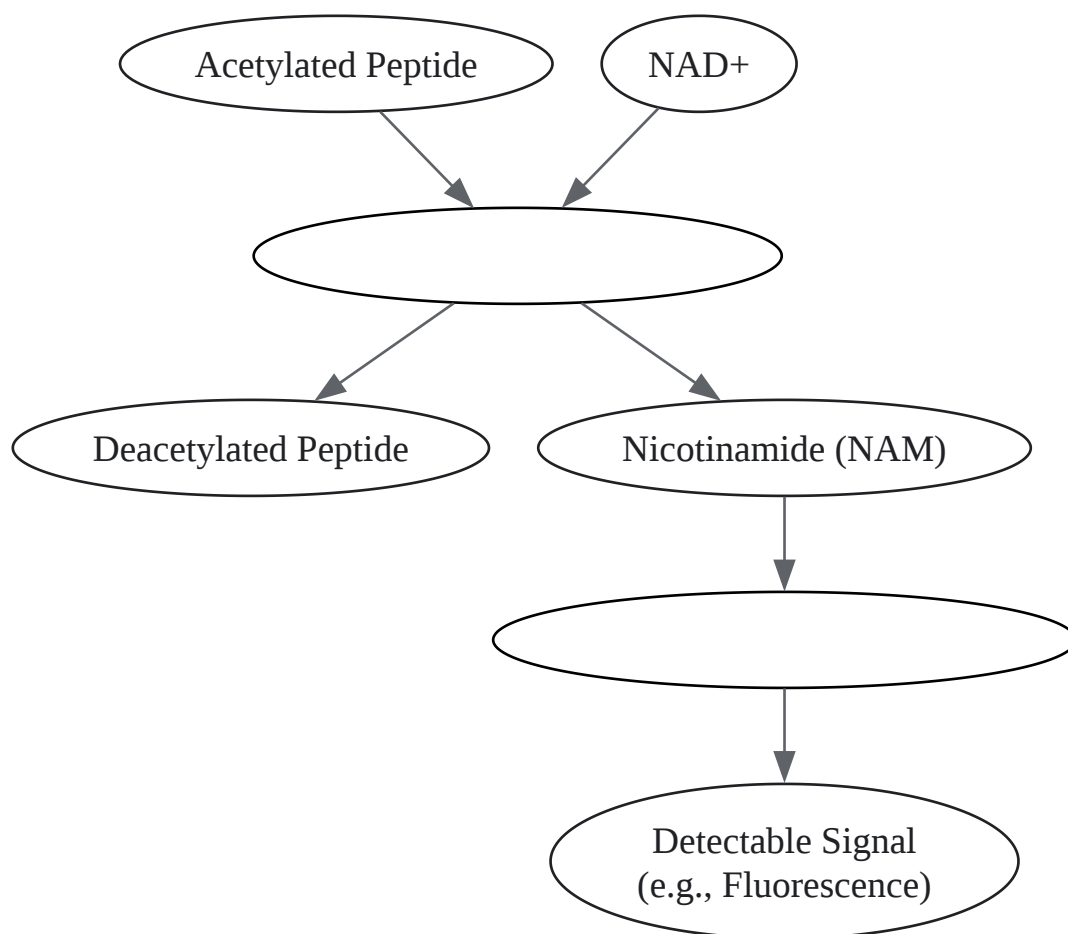 Acetylated Peptide
NAD+
Deacetylated Peptide
Nicotinamide (NAM)
Detectable Signal
(e.g., Fluorescence)